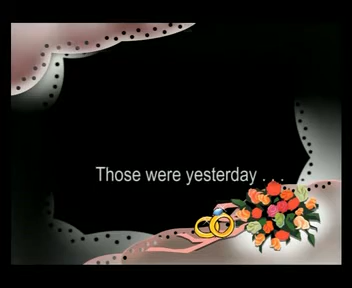 Those were yesterday . . .